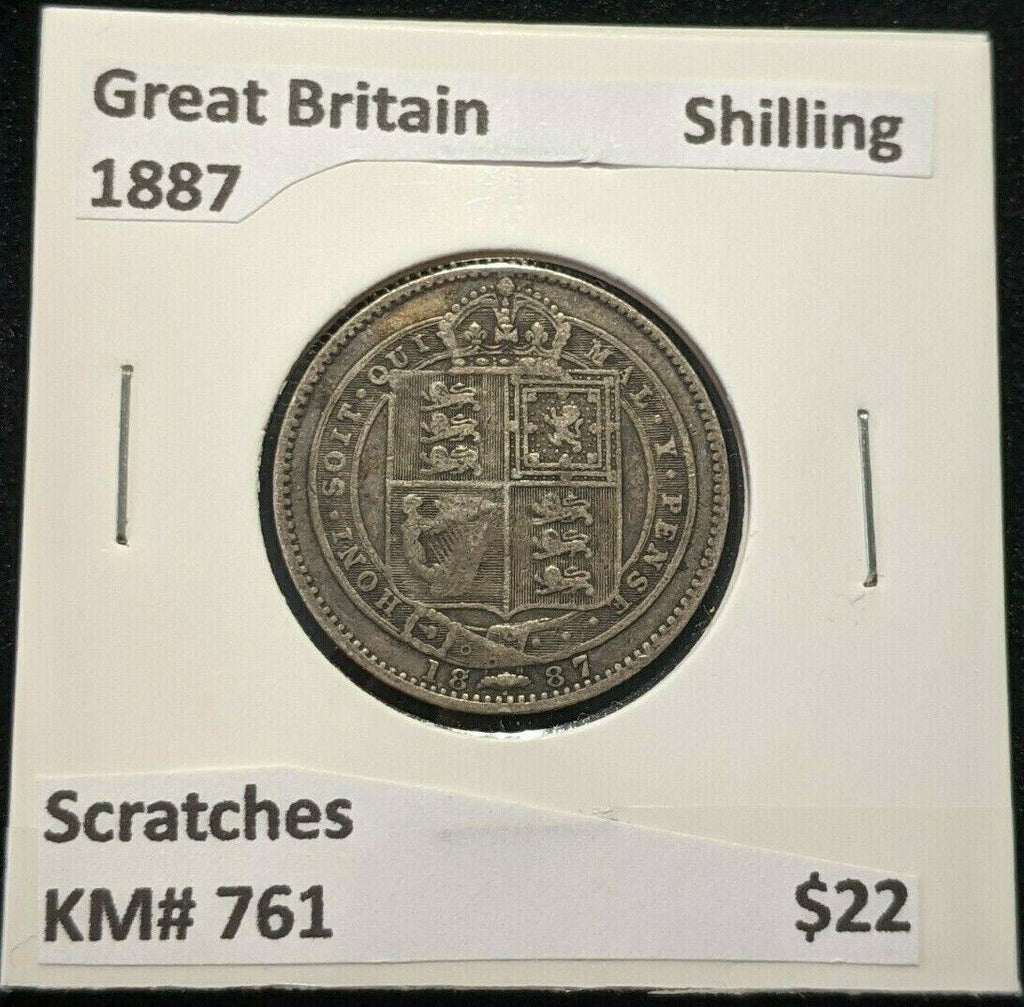 Great Britain Shilling
1887
HONI · SOIT · QUI MAL · Y · PENSE
1887
Scratches
KM# 761 $22